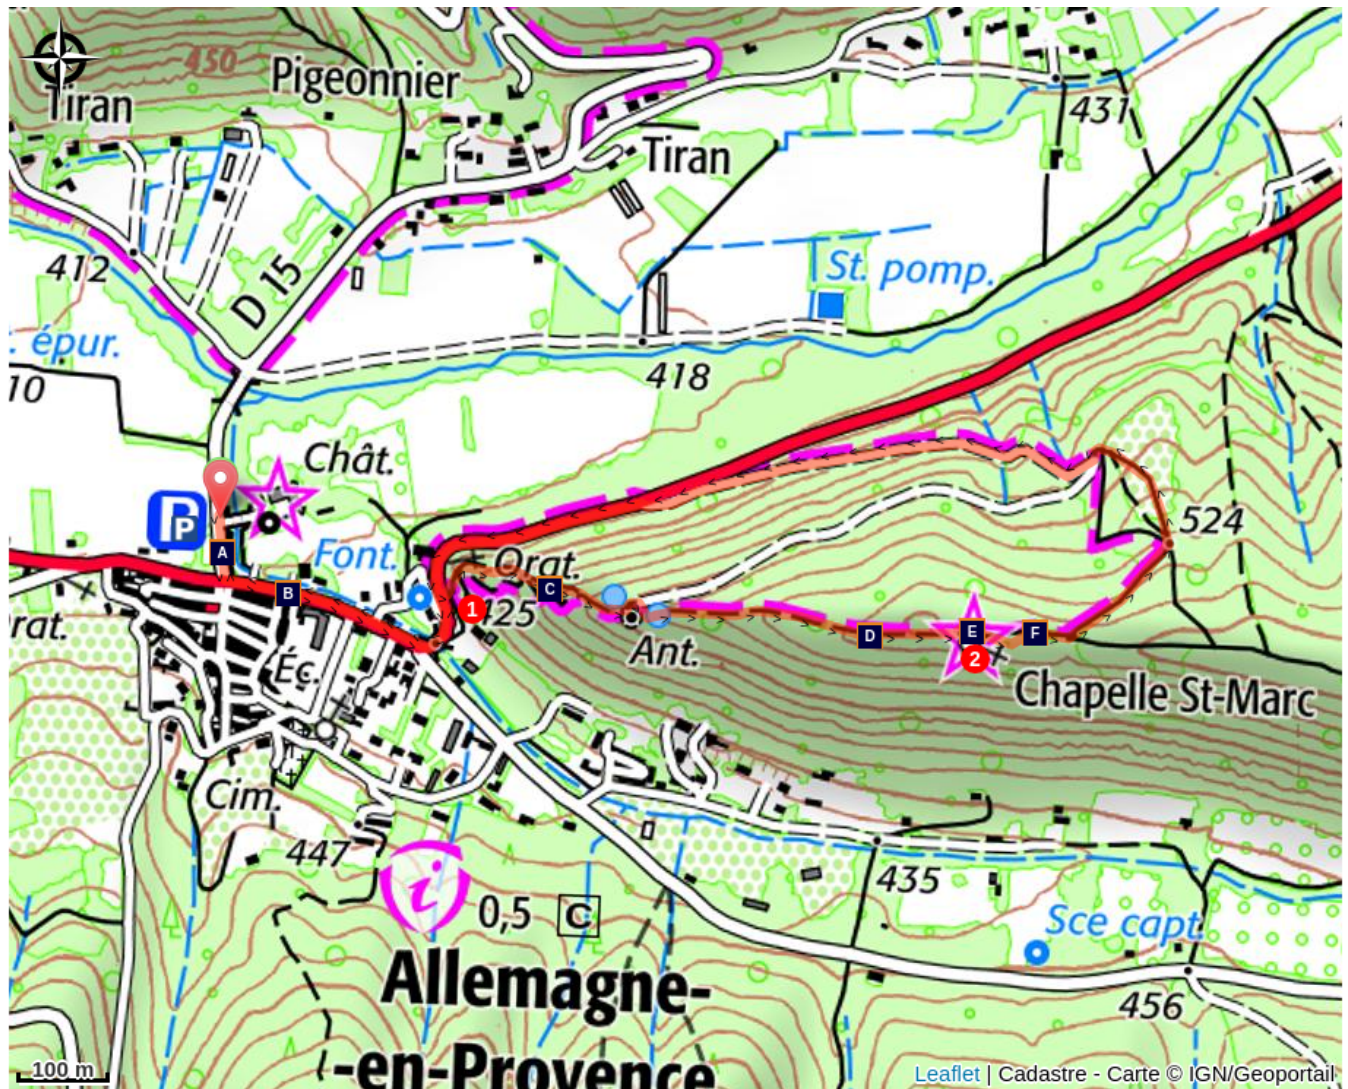 450
Pigeonnier
Tiran
431
Tiran
412
D 15
St. pomp.
. épur.
10
418
Chât.
P
P
524
A
Font.
Orat.
B
C
1
425
rat.
Ant.
D
E
F
2
Éc.
Chapelle St-Marc
Cim.
447
435
i
0,5
C
Sce capt.
Allemagne-
456
-en-Provence
100 m
Leaflet | Cadastre - Carte © IGN/Geoportail